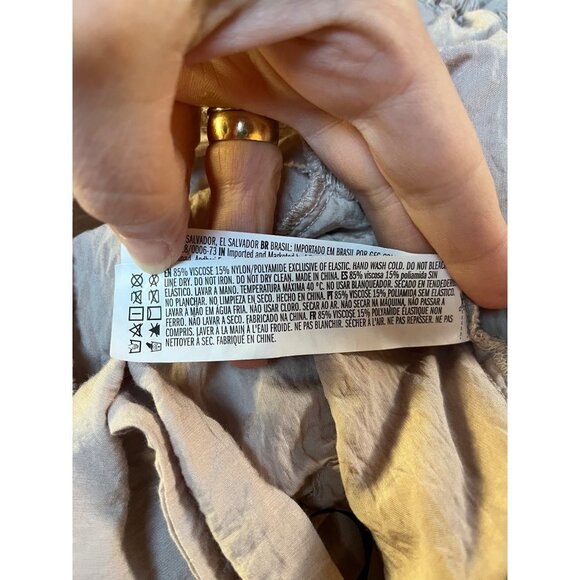 SALVADOR, EL SALVADOR BR BRASIL: IMPORTADO EM BRASIL POR SEC
/0006-73 IN Imported and Marketed
EN 85% VISCOSE 15% NYLON/POLYAMIDE EXCLUSIVE OF ELASTIC. HAND WASH COLD. DO NOT BLEACH.
LINE DRY. DO NOT IRON. DO NOT DRY CLEAN. MADE IN CHINA. ES 85% viscosa 15% poliamida SIN
ELÁSTICO. LAVAR A MANO. TEMPERATURA MÁXIMA 40 °C. NO USAR BLANQUEADOR. SECADO EN TENDEDERO.
NO PLANCHAR. NO LIMPIEZA EN SECO. HECHO EN CHINA. PT 85% VISCOSE 15% POLIAMIDA SEM
LAVAR À MÃO EM ÁGUA FRIA. NÃO USAR CLORO. SECAR AO AR. NÃO SECAR NA MÁQUINA. NÃO PASSAR A
FERRO. NÃO LAVAR A SECO. FABRICADO NA CHINA. FR 85% VISCOSE 15% POLYAMIDE ÉLASTIQUE NON
COMPRIS. LAVER À LA MAIN À L'EAU FROIDE. NE PAS BLANCHIR. SÉCHER À L'AIR. NE PAS REPASSER. NE PAS
NETTOYER À SEC. FABRIQUÉ EN CHINE.